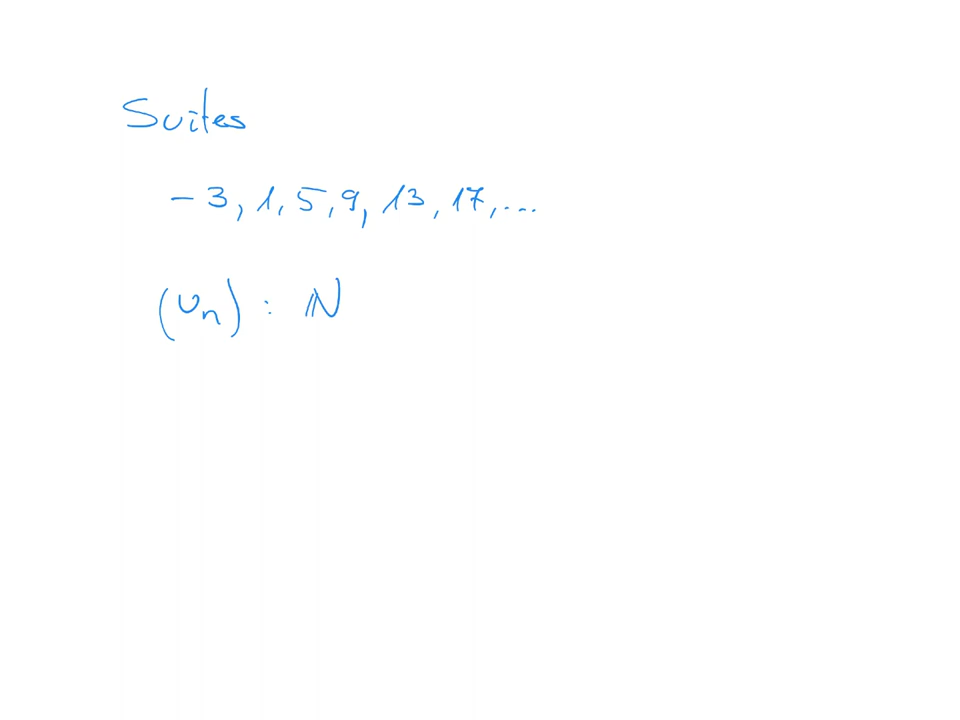 Suites
- 3, 1, 5, 9, 13, 17, ...
(un) : ℕ